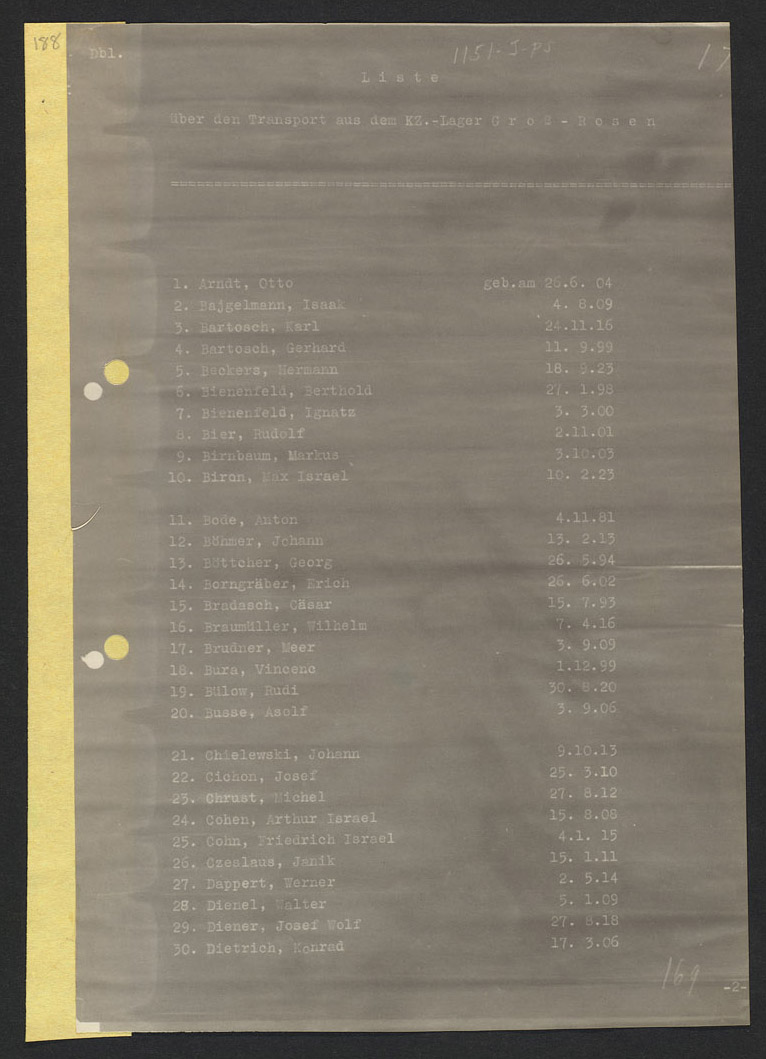 188
Dbl.
1151-J-PS
17
Liste
über den Transport aus dem KZ.-Lager Groß-Rosen
1. Arndt, Otto geb.am 26.6. 04
2. Bajgelmann, Isaak 4. 8.09
3. Bartosch, Karl 24.11.16
4. Bartosch, Gerhard 11. 9.99
5. Beckers, Hermann 18. 9.23
6. Bienenfeld, Berthold 27. 1.98
7. Bienenfeld, Ignatz 3. 3.00
8. Bier, Rudolf 2.11.01
9. Birnbaum, Markus 3.10.03
10. Biron, Max Israel 10. 2.23
11. Bode, Anton 4.11.81
12. Böhmer, Johann 13. 2.13
13. Böttcher, Georg 26. 5.94
14. Borngräber, Erich 26. 6.02
15. Bradasch, Cäsar 15. 7.93
16. Braumüller, Wilhelm 7. 4.16
17. Brudner, Meer 3. 9.09
18. Bura, Vincenc 1.12.99
19. Bülow, Rudi 30. 8.20
20. Busse, Asolf 3. 9.06
21. Chielewski, Johann 9.10.13
22. Cichon, Josef 25. 3.10
23. Chrust, Michel 27. 8.12
24. Cohen, Arthur Israel 15. 8.08
25. Cohn, Friedrich Israel 4.1. 15
26. Czeslaus, Janik 15. 1.11
27. Dappert, Werner 2. 5.14
28. Dienel, Walter 5. 1.09
29. Diener, Josef Wolf 27. 8.18
30. Dietrich, Konrad 17. 3.06
169
-2-